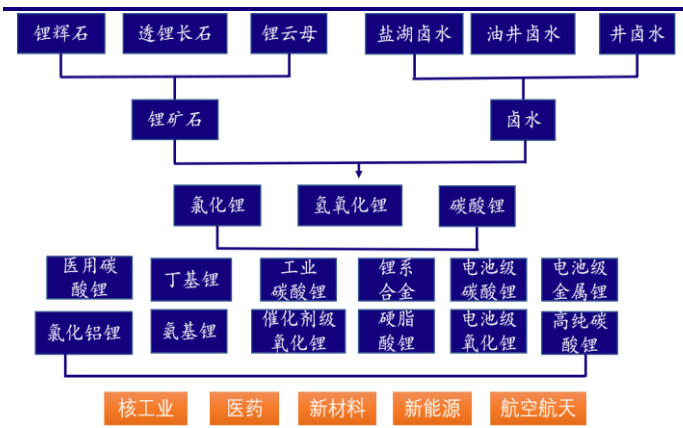 锂辉石 透锂长石 锂云母 盐湖卤水 油井卤水 井卤水
锂矿石 卤水
氯化锂 氢氧化锂 碳酸锂
医用碳酸锂 丁基锂 工业碳酸锂 锂系合金 电池级碳酸锂 电池级金属锂
氯化铝锂 氨基锂 催化剂级氧化锂 硬脂酸锂 电池级氧化锂 高纯碳酸锂
核工业 医药 新材料 新能源 航空航天